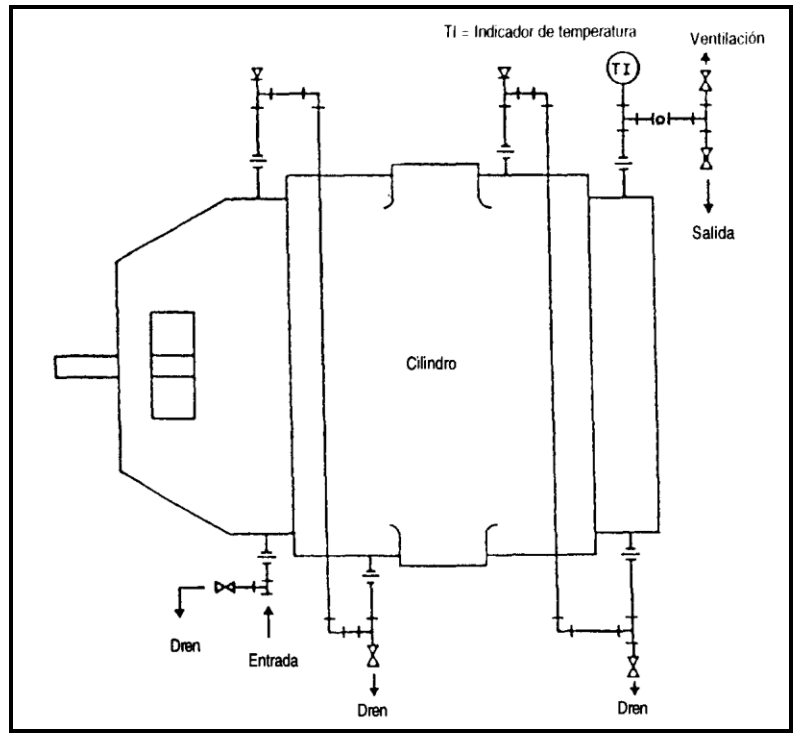 TI = Indicador de temperatura
Ventilación
TI
Salida
Cilindro
Dren
Entrada
Dren
Dren